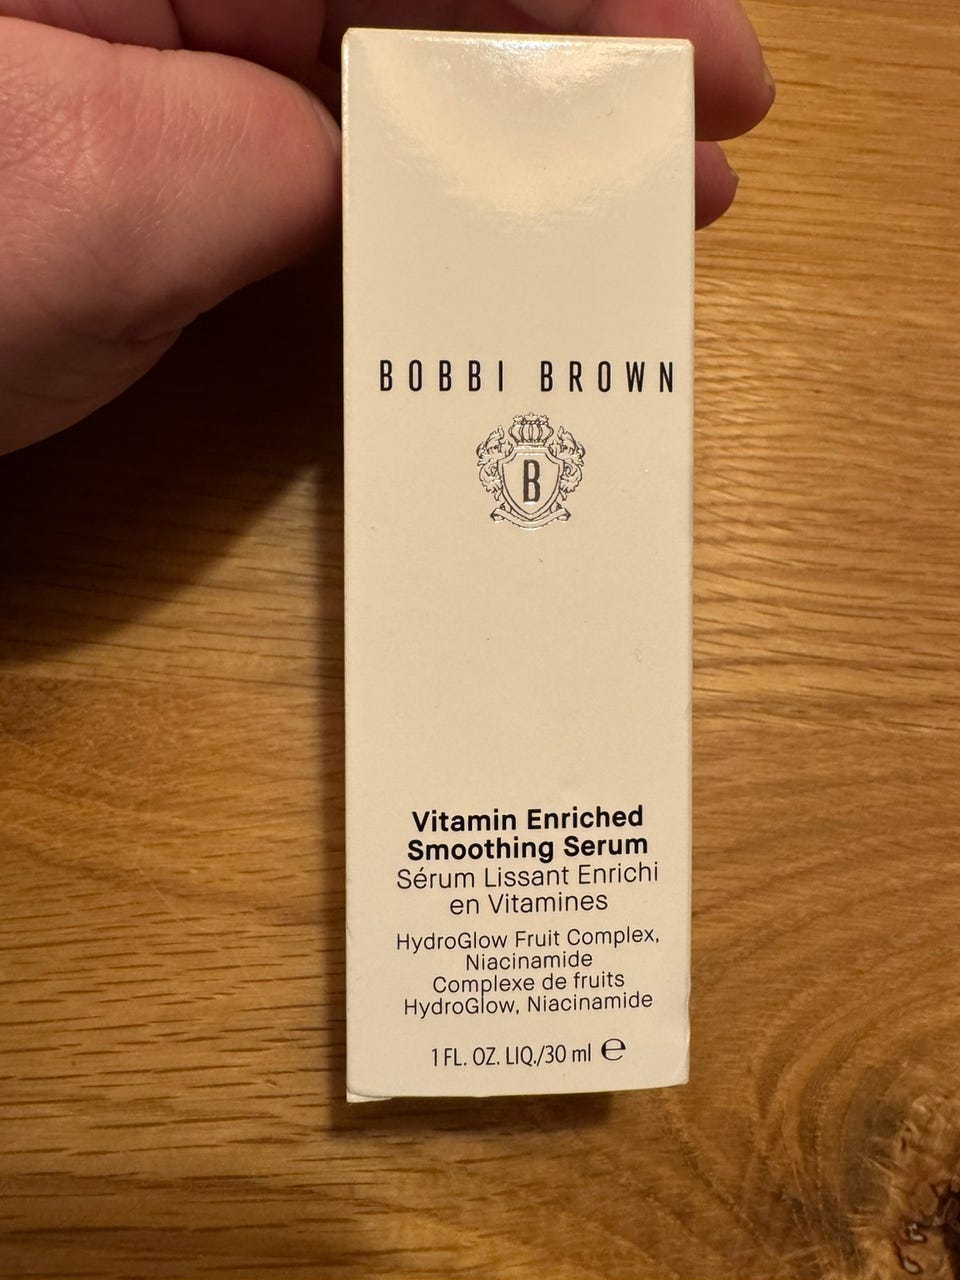 BOBBI BROWN
B
Vitamin Enriched
Smoothing Serum
Sérum Lissant Enrichi
en Vitamines
HydroGlow Fruit Complex,
Niacinamide
Complexe de fruits
HydroGlow, Niacinamide
1 FL. OZ. LIQ./30 ml ℮